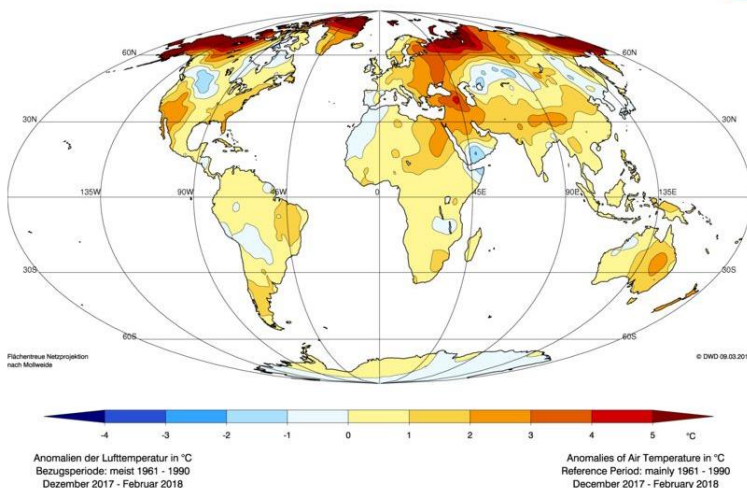 60N
60N
30N
30N
135W
90W
45W
0
45E
90E
135E
30S
30S
60S
60S
Flächentreue Netzprojektion
nach Mollweide
© DWD 09.03.201
-4 -3 -2 -1 0 1 2 3 4 5 °C
Anomalien der Lufttemperatur in °C
Bezugsperiode: meist 1961 - 1990
Dezember 2017 - Februar 2018
Anomalies of Air Temperature in °C
Reference Period: mainly 1961 - 1990
December 2017 - February 2018